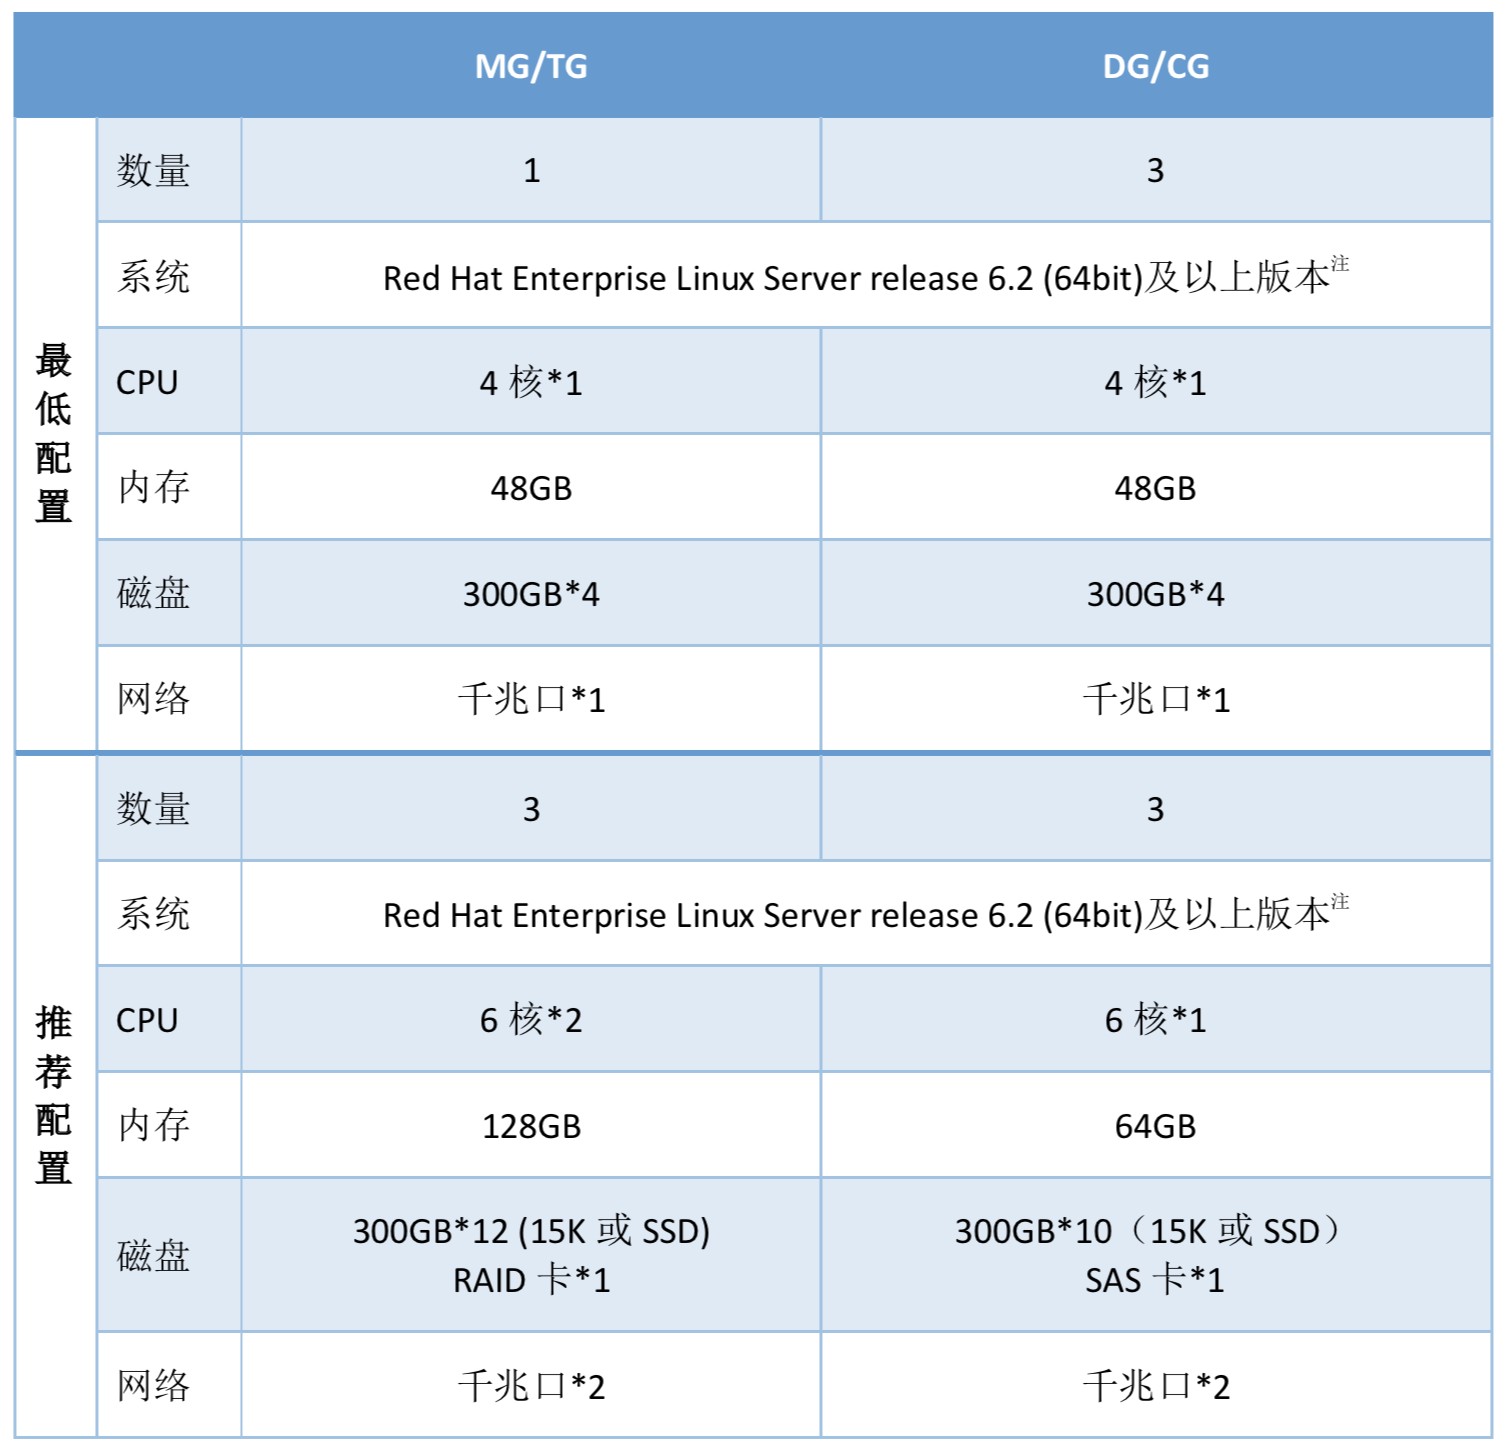 MG/TG DG/CG
最低配置
数量 1 3
系统 Red Hat Enterprise Linux Server release 6.2 (64bit)及以上版本注
CPU 4 核*1 4 核*1
内存 48GB 48GB
磁盘 300GB*4 300GB*4
网络 千兆口*1 千兆口*1
推荐配置
数量 3 3
系统 Red Hat Enterprise Linux Server release 6.2 (64bit)及以上版本注
CPU 6 核*2 6 核*1
内存 128GB 64GB
磁盘 300GB*12 (15K 或 SSD) 300GB*10（15K 或 SSD）
RAID 卡*1 SAS 卡*1
网络 千兆口*2 千兆口*2